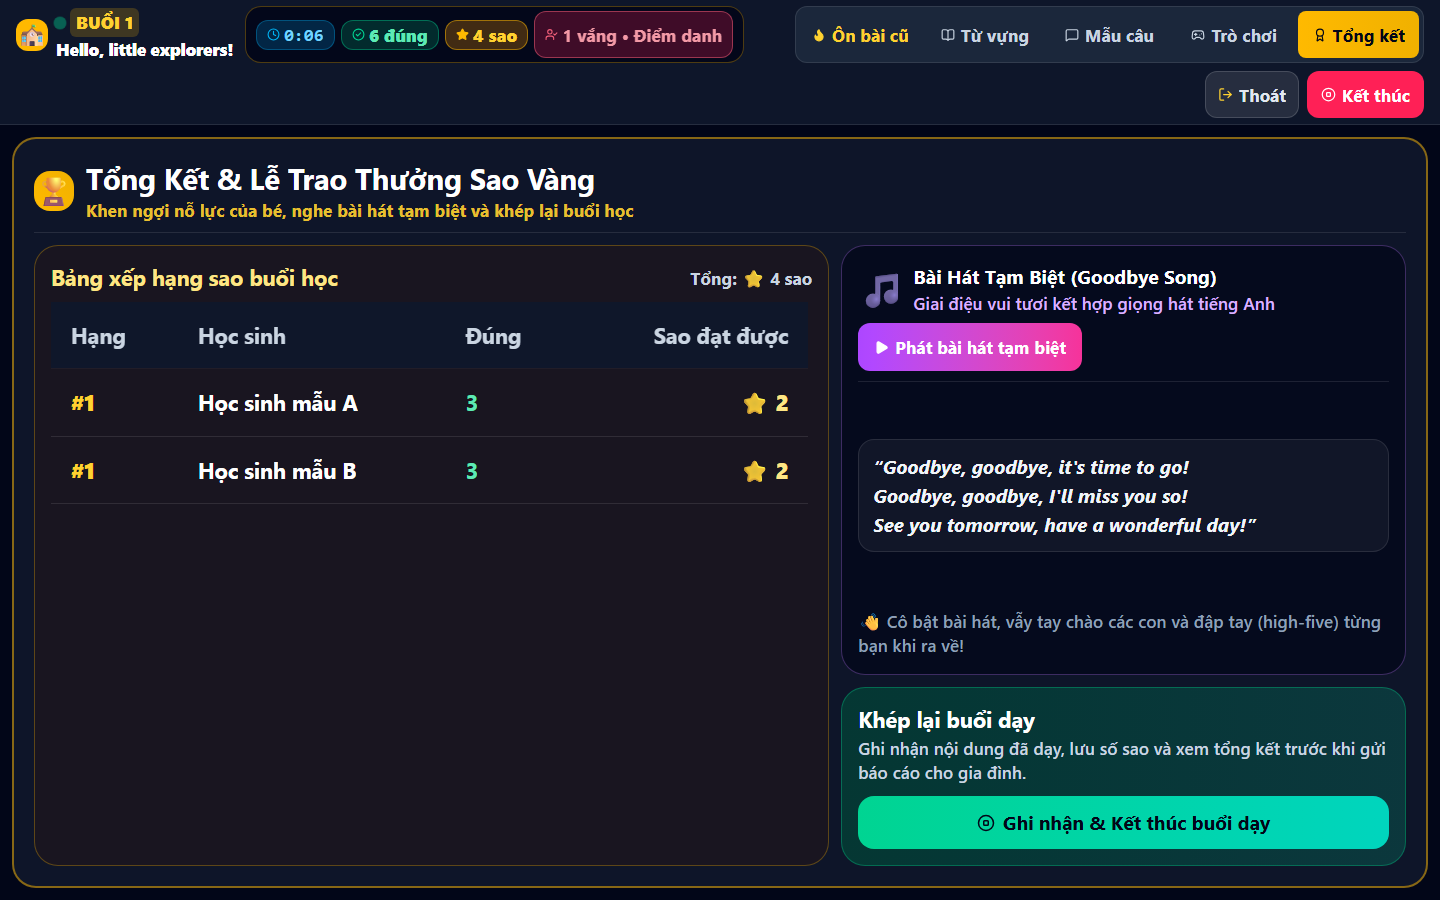 BUỔI 1
Hello, little explorers!
0:06
6 đúng
4 sao
1 vắng • Điểm danh
Ôn bài cũ
Từ vựng
Mẫu câu
Trò chơi
Tổng kết
Thoát
Kết thúc
Tổng Kết & Lễ Trao Thưởng Sao Vàng
Khen ngợi nỗ lực của bé, nghe bài hát tạm biệt và khép lại buổi học
Bảng xếp hạng sao buổi học
Tổng: ⭐ 4 sao
Hạng Học sinh Đúng Sao đạt được
#1 Học sinh mẫu A 3 ⭐ 2
#1 Học sinh mẫu B 3 ⭐ 2
Bài Hát Tạm Biệt (Goodbye Song)
Giai điệu vui tươi kết hợp giọng hát tiếng Anh
Phát bài hát tạm biệt
“Goodbye, goodbye, it's time to go!
Goodbye, goodbye, I'll miss you so!
See you tomorrow, have a wonderful day!”
👋 Cô bật bài hát, vẫy tay chào các con và đập tay (high-five) từng
bạn khi ra về!
Khép lại buổi dạy
Ghi nhận nội dung đã dạy, lưu số sao và xem tổng kết trước khi gửi
báo cáo cho gia đình.
Ghi nhận & Kết thúc buổi dạy